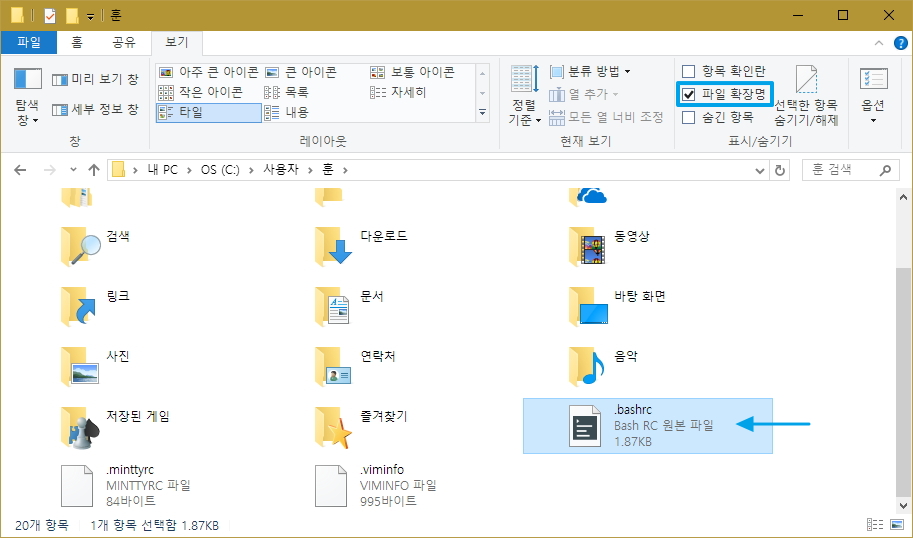 훈
파일 홈 공유 보기
탐색 창
미리 보기 창
세부 정보 창
창
아주 큰 아이콘 큰 아이콘 보통 아이콘
작은 아이콘 목록 자세히
타일 내용
레이아웃
정렬 기준
분류 방법
열 추가
모든 열 너비 조정
현재 보기
항목 확인란
파일 확장명
숨긴 항목
선택한 항목
숨기기/해제
표시/숨기기
옵션
내 PC > OS (C:) > 사용자 > 훈 >
훈 검색
검색 다운로드 동영상
링크 문서 바탕 화면
사진 연락처 음악
저장된 게임 즐겨찾기
.bashrc
Bash RC 원본 파일
1.87KB
.minttyrc
MINTTYRC 파일
84바이트
.viminfo
VIMINFO 파일
995바이트
20개 항목 1개 항목 선택함 1.87KB